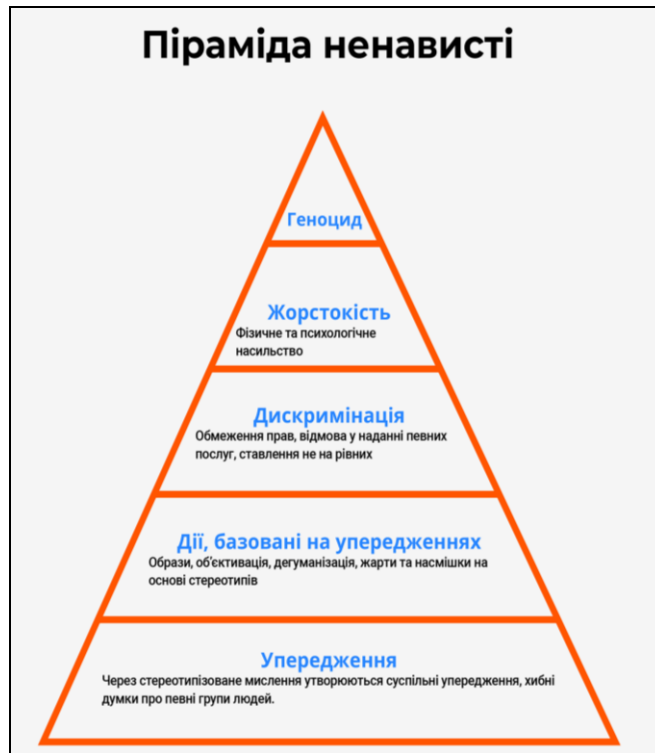 Піраміда ненависті
Геноцид
Жорстокість
Фізичне та психологічне
насильство
Дискримінація
Обмеження прав, відмова у наданні певних
послуг, ставлення не на рівних
Дії, базовані на упередженнях
Образи, об'єктивація, дегуманізація, жарти та насмішки на
основі стереотипів
Упередження
Через стереотипізоване мислення утворюються суспільні упередження, хибні
думки про певні групи людей.